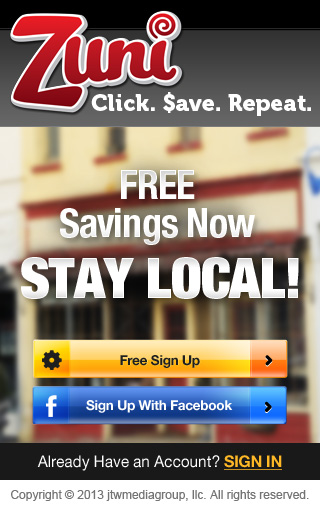 Zuni
Click. $ave. Repeat.
FREE
Savings Now
STAY LOCAL!
Free Sign Up
f Sign Up With Facebook
Already Have an Account? SIGN IN
Copyright © 2013 jtwmediagroup, llc. All rights reserved.